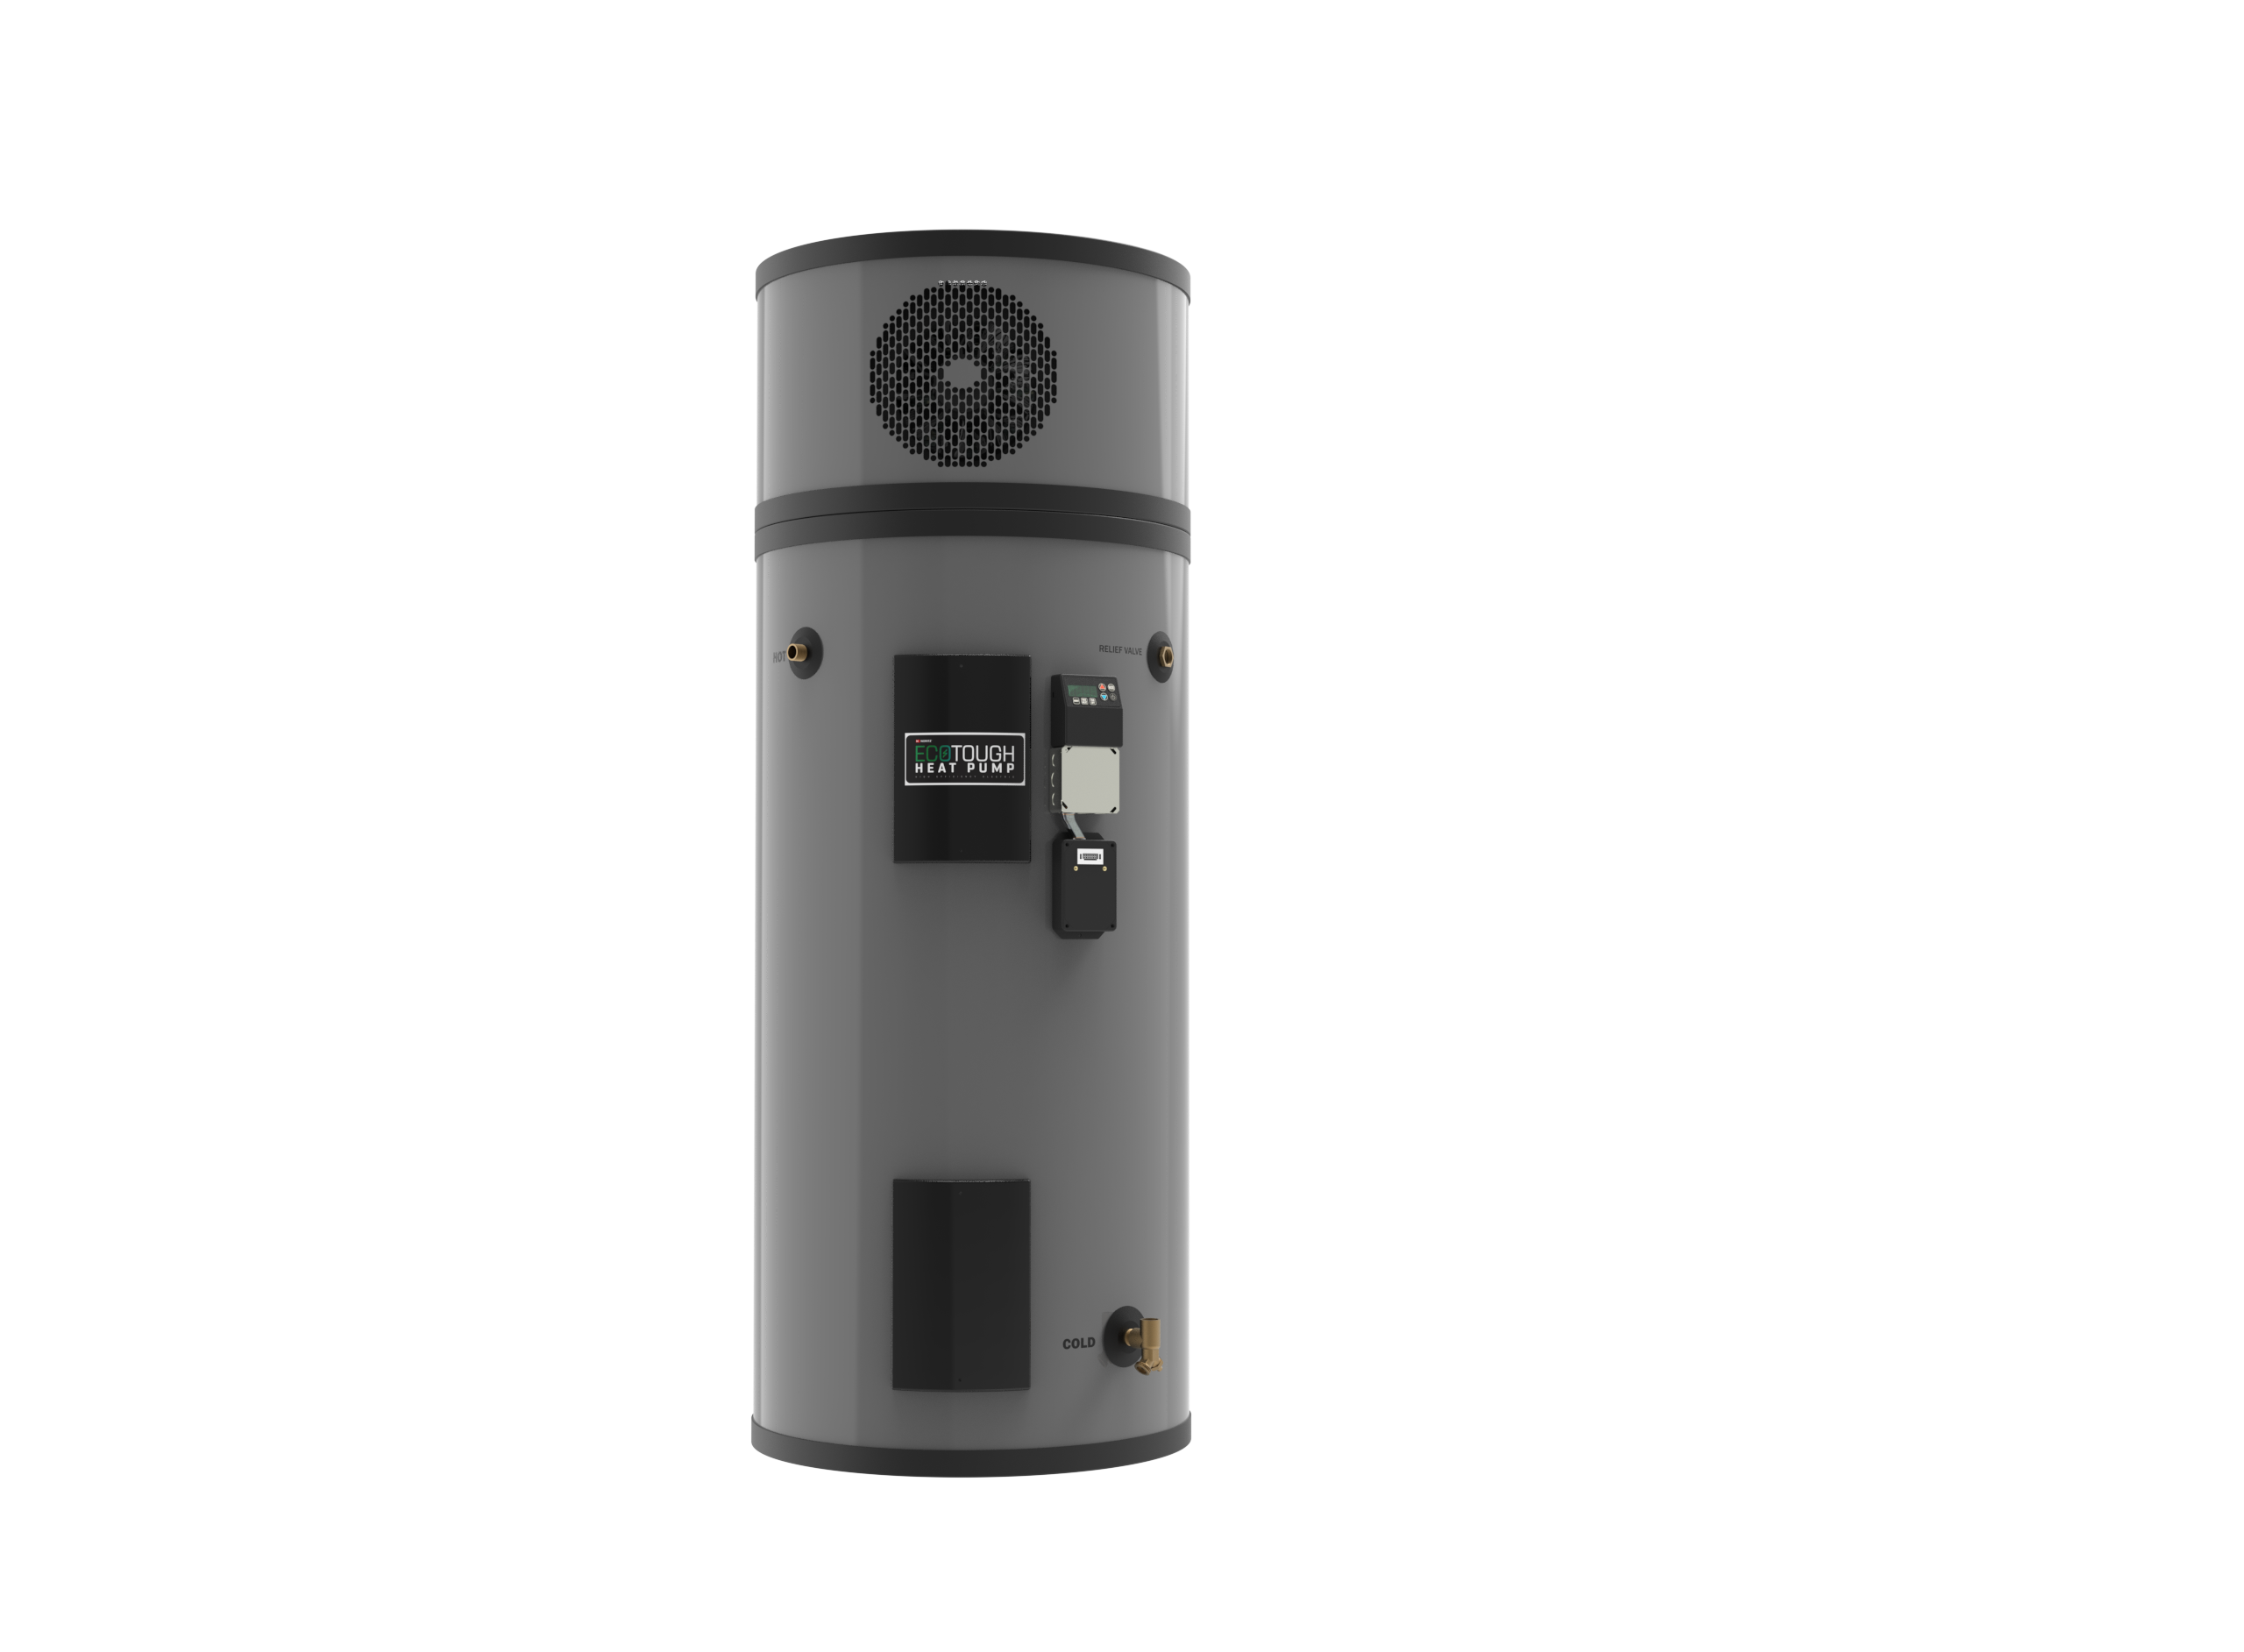 HOT
RELIEF VALVE
ECOTOUGH
HEAT PUMP
COLD